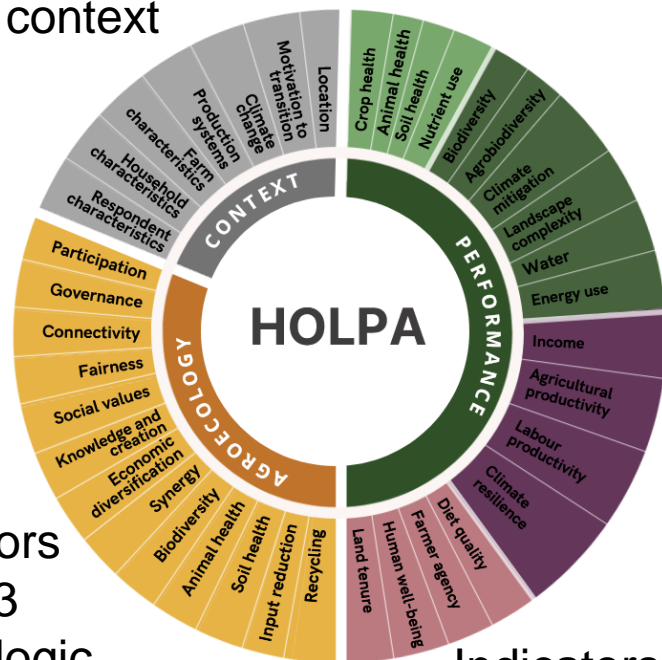 context
Location
Motivation to
transition
Climate
change
Production
systems
Farm
characteristics
Household
characteristics
Respondent
characteristics
CONTEXT
Crop health
Animal health
Soil health
Nutrient use
Biodiversity
Agrobiodiversity
Climate
mitigation
Landscape
complexity
Water
Energy use
Income
Agricultural
productivity
Labour
productivity
Climate
resilience
Diet quality
Farmer agency
Human well-being
Land tenure
PERFORMANCE
HOLPA
AGROECOLOGY
Participation
Governance
Connectivity
Fairness
Social values
Knowledge and
creation
Economic
diversification
Synergy
Biodiversity
Animal health
Soil health
Input reduction
Recycling
ors
3
logic
Indicators